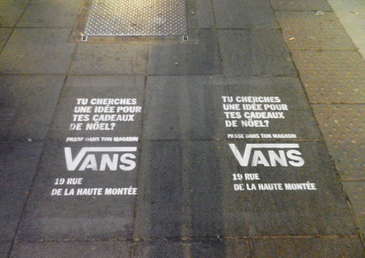 TU CHERCHES
UNE IDÉE POUR
TES CADEAUX
DE NÖEL?
PASSE DANS TON MAGASIN
VANS
19 RUE
DE LA HAUTE MONTÉE
TU CHERCHES
UNE IDÉE POUR
TES CADEAUX
DE NÖEL?
PASSE DANS TON MAGASIN
VANS
19 RUE
DE LA HAUTE MONTÉE